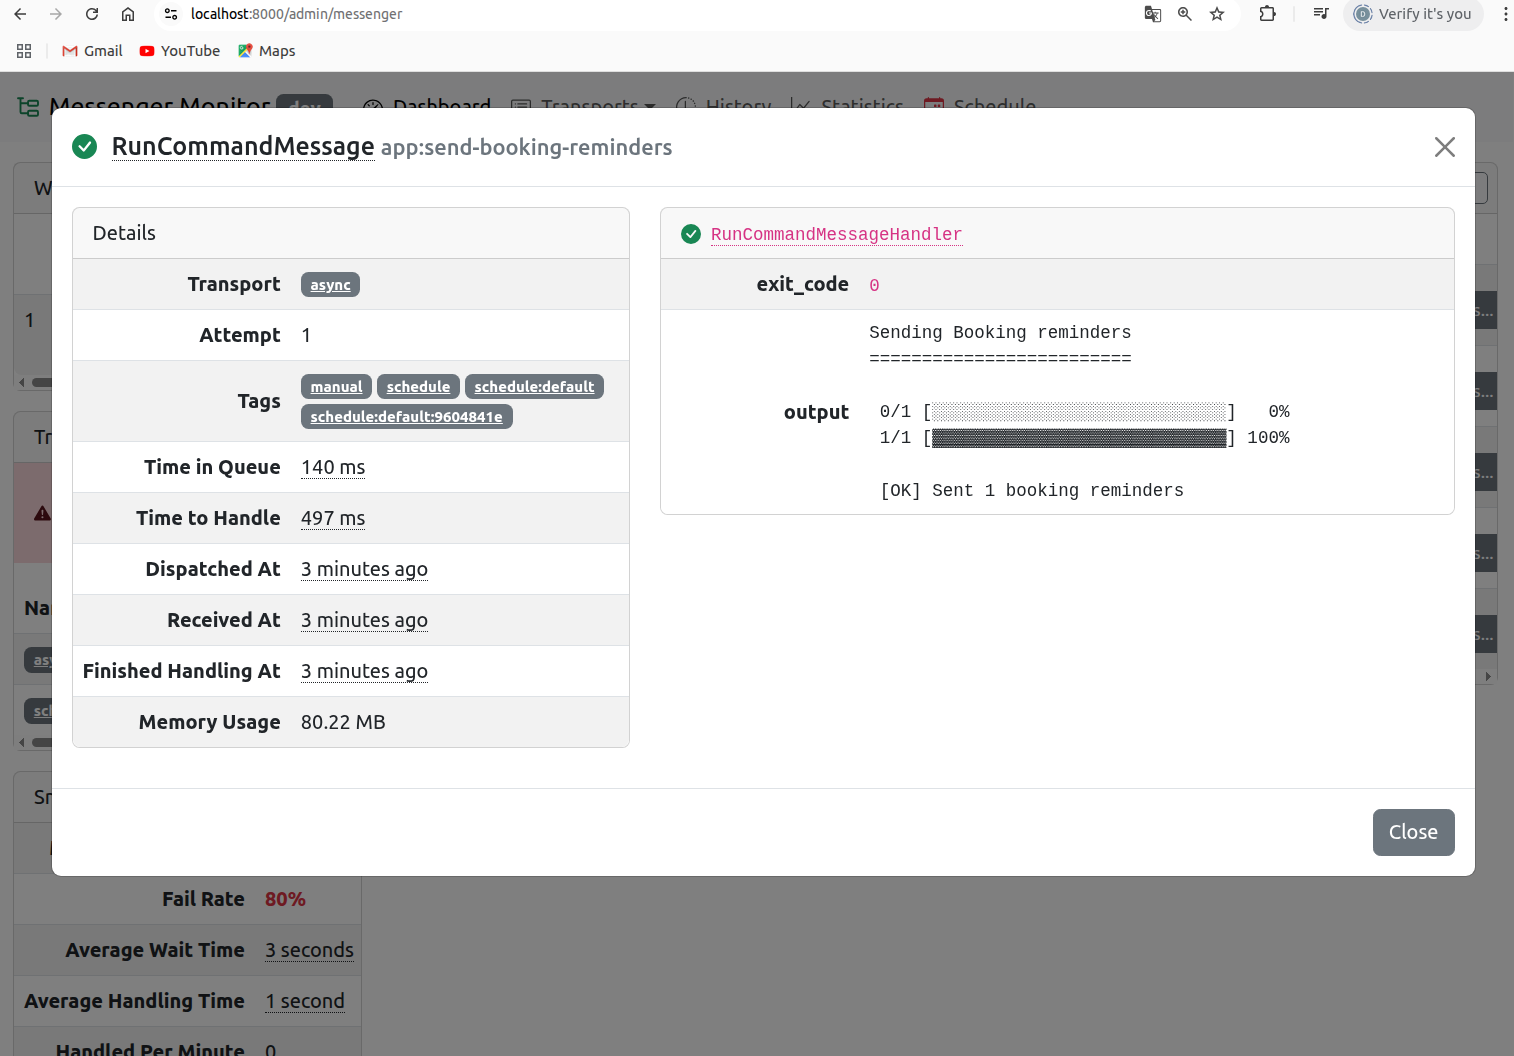 localhost:8000/admin/messenger
Verify it's you
Gmail YouTube Maps
Messenger Monitor dev Dashboard Transports History Statistics Schedule
RunCommandMessage app:send-booking-reminders
Details
Transport async
Attempt 1
Tags manual schedule schedule:default
schedule:default:9604841e
Time in Queue 140 ms
Time to Handle 497 ms
Dispatched At 3 minutes ago
Received At 3 minutes ago
Finished Handling At 3 minutes ago
Memory Usage 80.22 MB
RunCommandMessageHandler
exit_code 0
output
Sending Booking reminders
=========================
0/1 [░░░░░░░░░░░░░░░░░░░░░░░░░░░░] 0%
1/1 [▓▓▓▓▓▓▓▓▓▓▓▓▓▓▓▓▓▓▓▓▓▓▓▓▓▓▓▓] 100%
[OK] Sent 1 booking reminders
Close
1
Fail Rate 80%
Average Wait Time 3 seconds
Average Handling Time 1 second
Handled Per Minute 0